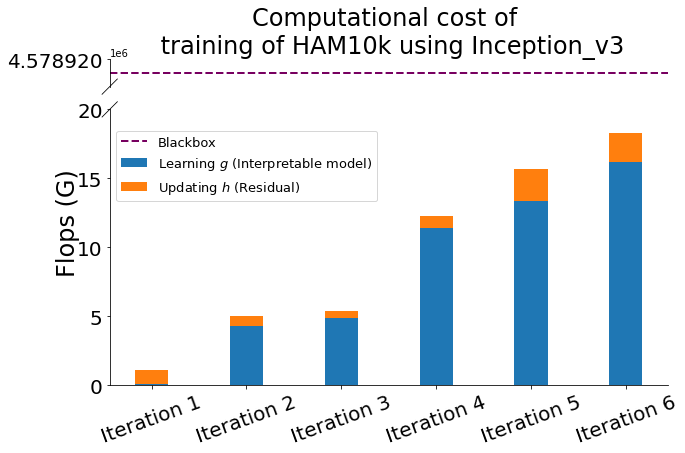 Computational cost of
training of HAM10k using Inception_v3
1e6
4.578920
20
15
10
5
0
Flops (G)
Blackbox
Learning g (Interpretable model)
Updating h (Residual)
Iteration 1
Iteration 2
Iteration 3
Iteration 4
Iteration 5
Iteration 6